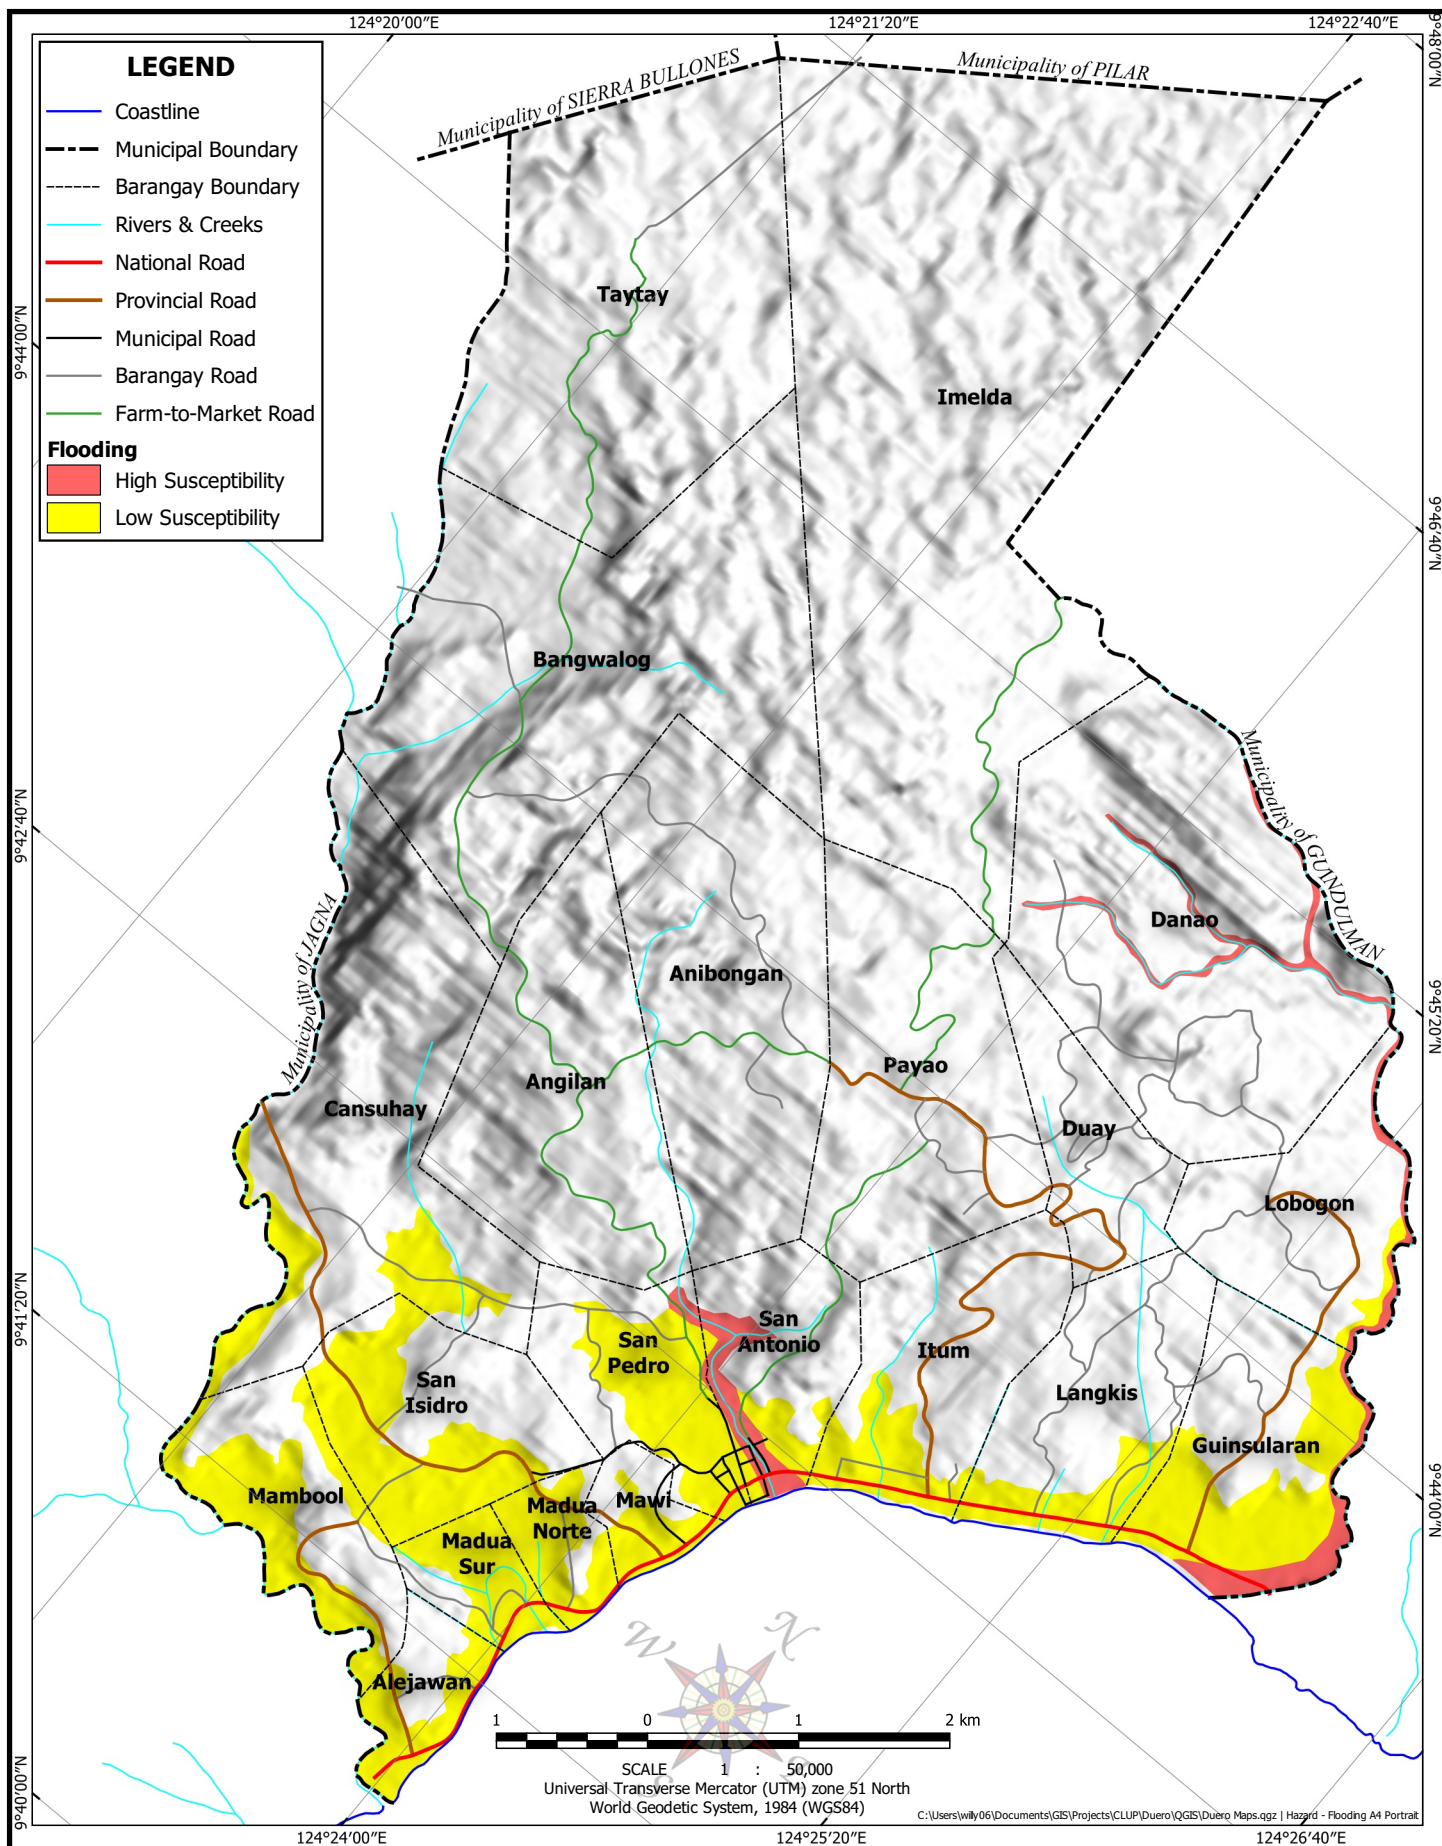 124°20′00″E
124°21′20″E
124°22′40″E
9°48′00″N
LEGEND
Coastline
Municipal Boundary
Barangay Boundary
Rivers & Creeks
National Road
Provincial Road
Municipal Road
Barangay Road
Farm-to-Market Road
Flooding
High Susceptibility
Low Susceptibility
Municipality of SIERRA BULLONES
Municipality of PILAR
9°44′00″N
Taytay
Imelda
9°46′40″N
Bangwalog
Municipality of GUINDULMAN
9°42′40″N
Municipality of JAGNA
Danao
Anibongan
9°45′20″N
Payao
Angilan
Cansuhay
Duay
Lobogon
9°41′20″N
San
Antonio
San
Pedro
Itum
San
Isidro
Langkis
Guinsularan
9°44′00″N
Mambool
Mawi
Madua
Norte
Madua
Sur
Alejawan
W
N
S
1 0 1 2 km
SCALE 1 : 50,000
Universal Transverse Mercator (UTM) zone 51 North
World Geodetic System, 1984 (WGS84)
C:\Users\willy06\Documents\GIS\Projects\CLUP\Duero\QGIS\Duero Maps.qgz | Hazard - Flooding A4 Portrait
9°40′00″N
124°24′00″E
124°25′20″E
124°26′40″E